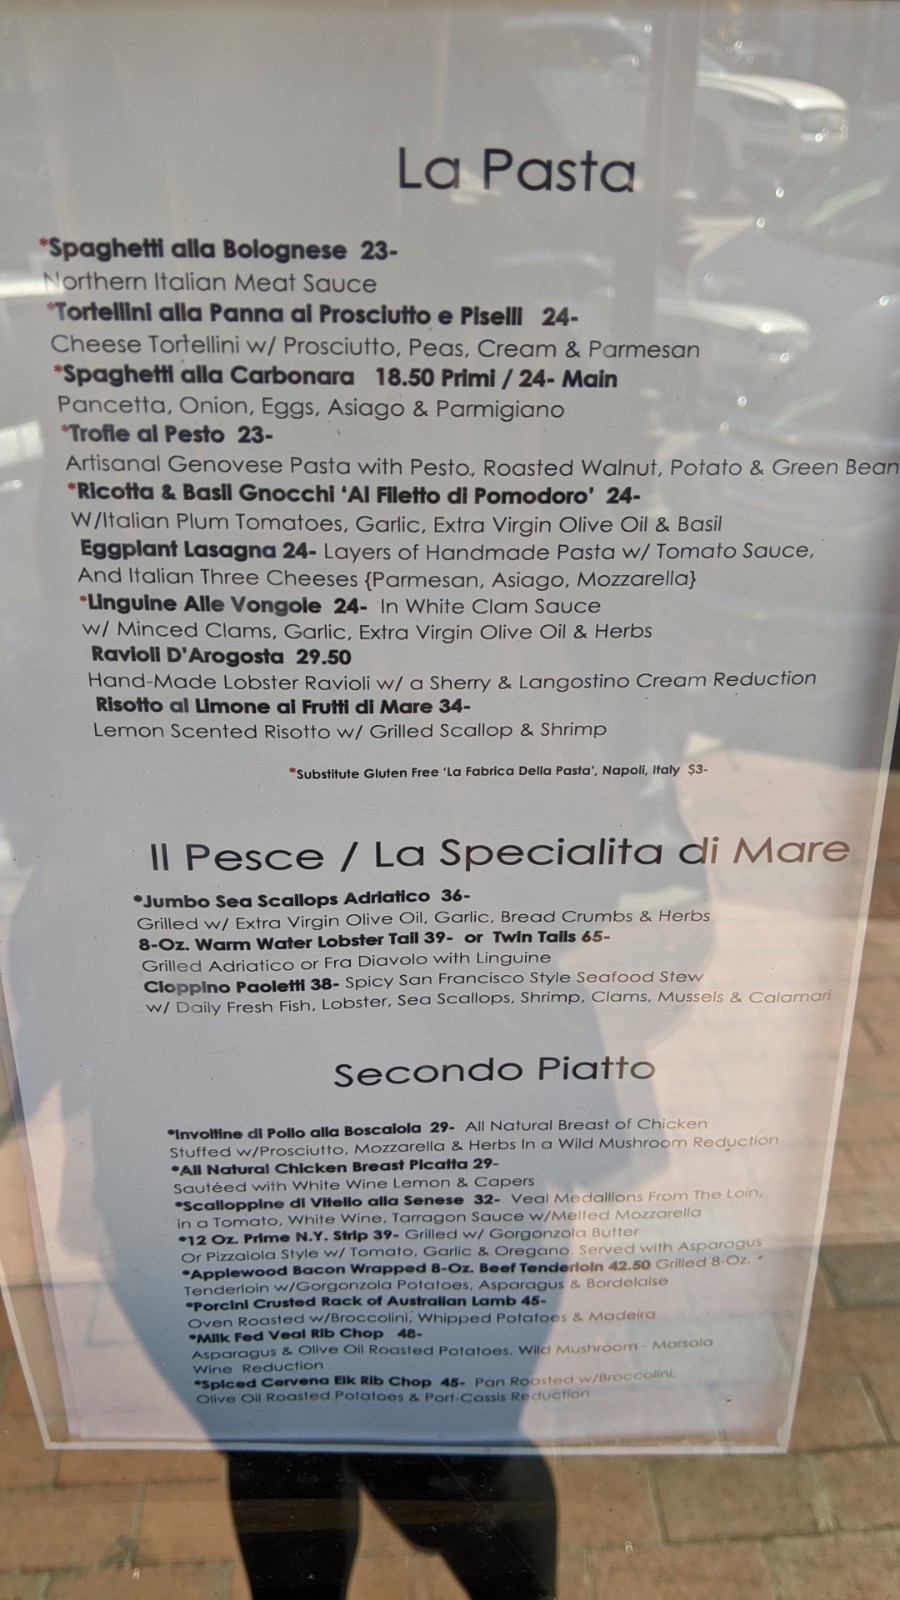 La Pasta
*Spaghetti alla Bolognese 23-
Northern Italian Meat Sauce
*Tortellini alla Panna ai Prosciutto e Piselli 24-
Cheese Tortellini w/ Prosciutto, Peas, Cream & Parmesan
*Spaghetti alla Carbonara 18.50 Primi / 24- Main
Pancetta, Onion, Eggs, Asiago & Parmigiano
*Trofie al Pesto 23-
Artisanal Genovese Pasta with Pesto, Roasted Walnut, Potato & Green Bean
*Ricotta & Basil Gnocchi ‘Al Filetto di Pomodoro’ 24-
W/Italian Plum Tomatoes, Garlic, Extra Virgin Olive Oil & Basil
Eggplant Lasagna 24- Layers of Handmade Pasta w/ Tomato Sauce,
And Italian Three Cheeses {Parmesan, Asiago, Mozzarella}
*Linguine Alle Vongole 24- In White Clam Sauce
w/ Minced Clams, Garlic, Extra Virgin Olive Oil & Herbs
Ravioli D’Arogosta 29.50
Hand-Made Lobster Ravioli w/ a Sherry & Langostino Cream Reduction
Risotto al Limone ai Frutti di Mare 34-
Lemon Scented Risotto w/ Grilled Scallop & Shrimp
*Substitute Gluten Free ‘La Fabrica Della Pasta’, Napoli, Italy $3-
Il Pesce / La Specialita di Mare
*Jumbo Sea Scallops Adriatico 36-
Grilled w/ Extra Virgin Olive Oil, Garlic, Bread Crumbs & Herbs
8-Oz. Warm Water Lobster Tail 39- or Twin Tails 65-
Grilled Adriatico or Fra Diavolo with Linguine
Cioppino Paoletti 38- Spicy San Francisco Style Seafood Stew
w/ Daily Fresh Fish, Lobster, Sea Scallops, Shrimp, Clams, Mussels & Calamari
Secondo Piatto
*Involtine di Pollo alla Boscaiola 29- All Natural Breast of Chicken
Stuffed w/Prosciutto, Mozzarella & Herbs In a Wild Mushroom Reduction
*All Natural Chicken Breast Picatta 29-
Sautéed with White Wine Lemon & Capers
*Scalloppine di Vitello alla Senese 32- Veal Medallions From The Loin,
in a Tomato, White Wine, Tarragon Sauce w/Melted Mozzarella
*12 Oz. Prime N.Y. Strip 39- Grilled w/ Gorgonzola Butter
Or Pizzaiola Style w/ Tomato, Garlic & Oregano. Served with Asparagus
*Applewood Bacon Wrapped 8-Oz. Beef Tenderloin 42.50 Grilled 8-Oz. *
Tenderloin w/Gorgonzola Potatoes, Asparagus & Bordelaise
*Porcini Crusted Rack of Australian Lamb 45-
Oven Roasted w/Broccolini, Whipped Potatoes & Madeira
*Milk Fed Veal Rib Chop 48-
Asparagus & Olive Oil Roasted Potatoes. Wild Mushroom - Marsala
Wine Reduction
*Spiced Cervena Elk Rib Chop 45- Pan Roasted w/Broccolini,
Olive Oil Roasted Potatoes & Port-Cassis Reduction